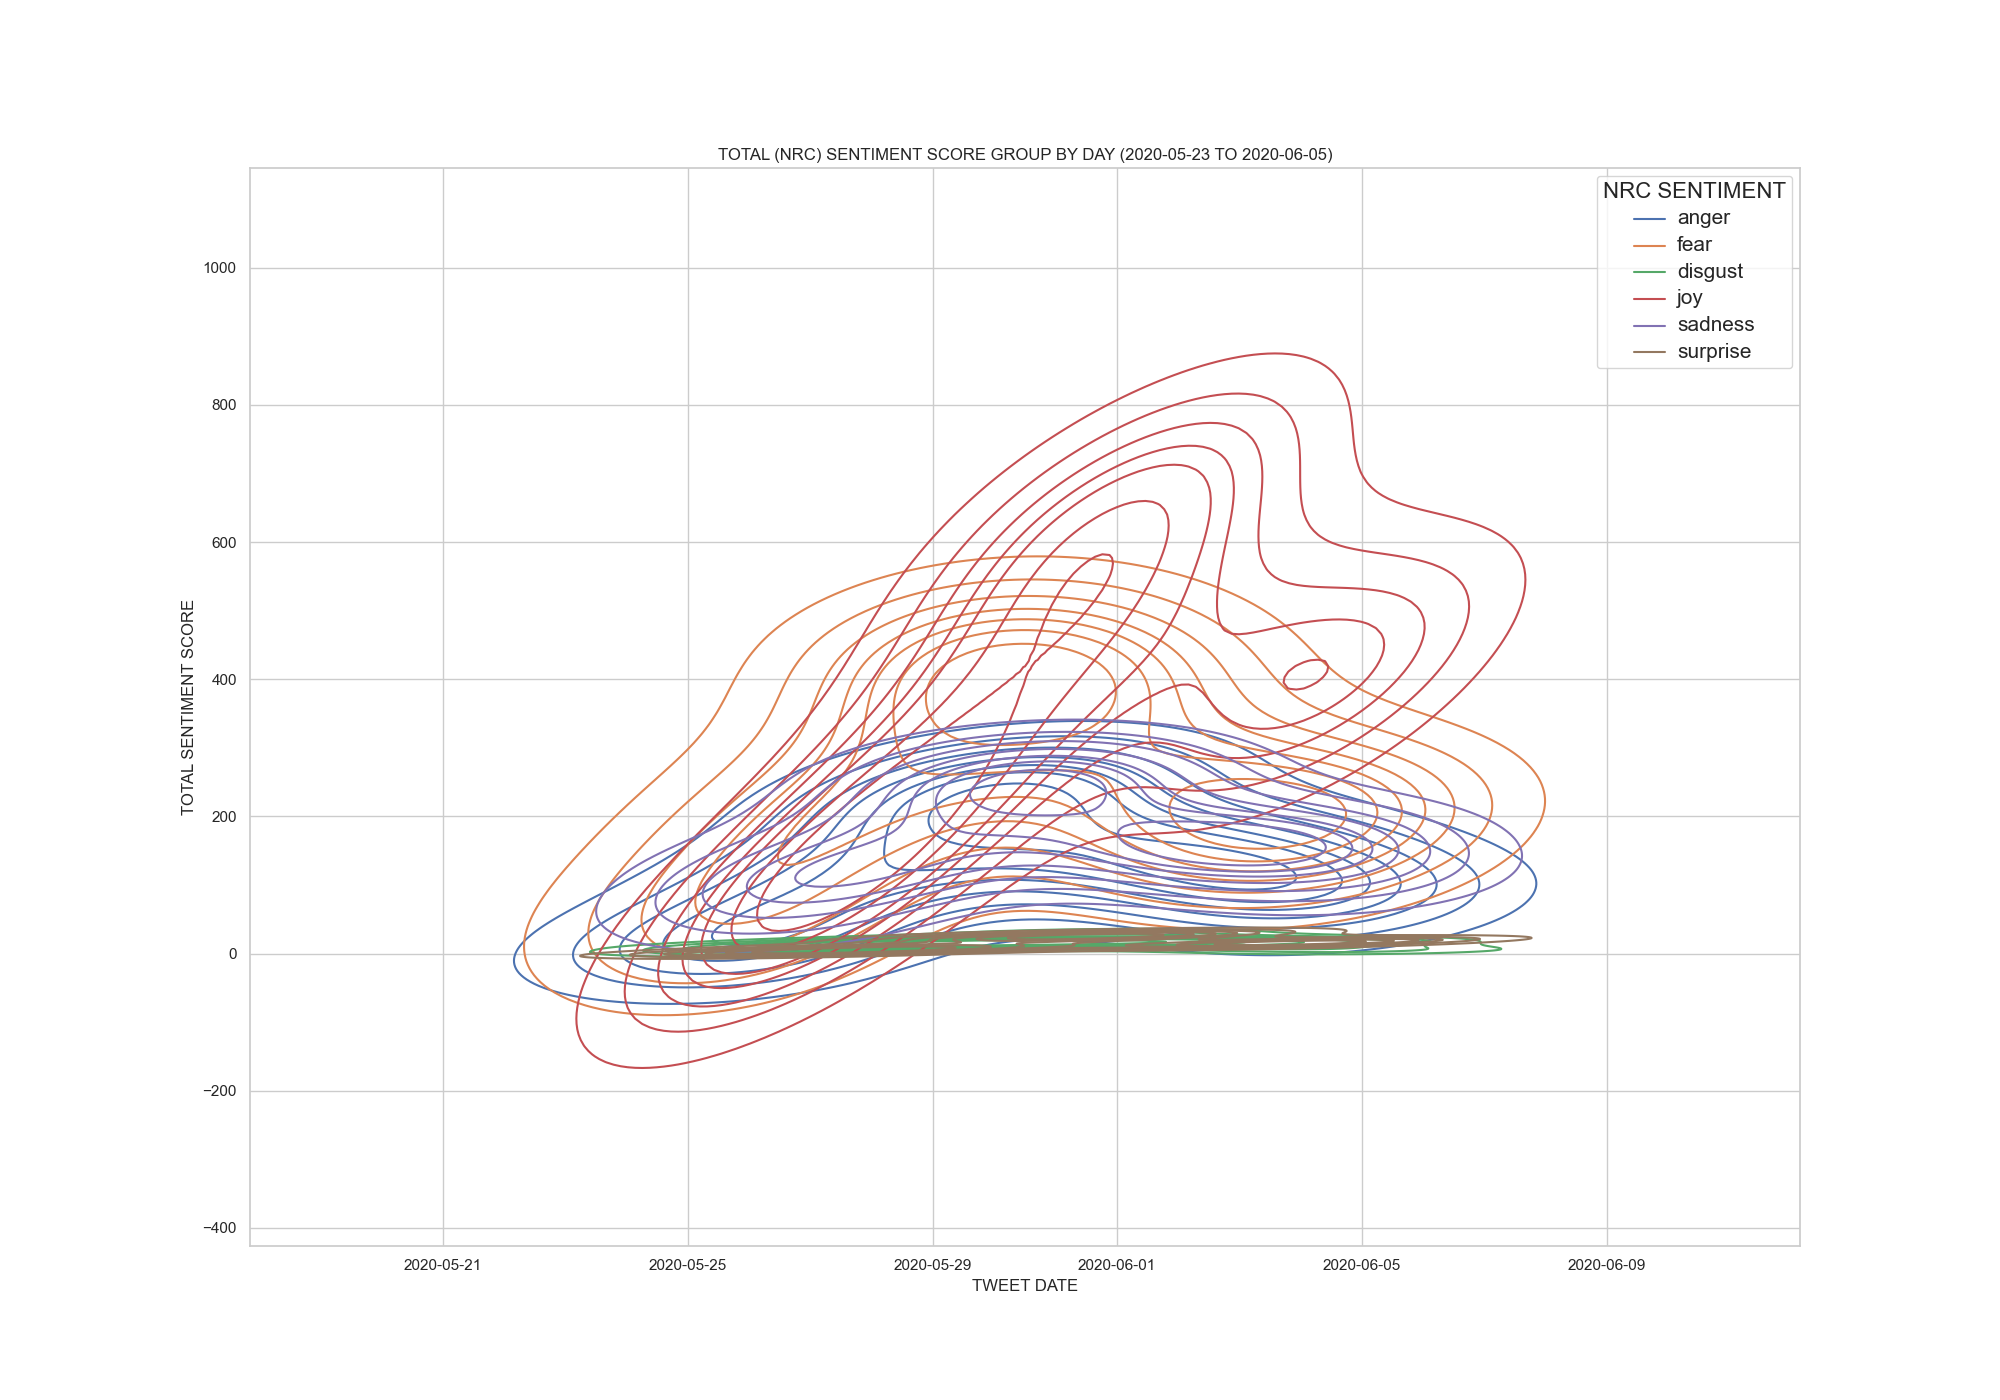 TOTAL (NRC) SENTIMENT SCORE GROUP BY DAY (2020-05-23 TO 2020-06-05)
NRC SENTIMENT
anger
fear
disgust
joy
sadness
surprise
1000
800
600
400
200
0
−200
−400
TOTAL SENTIMENT SCORE
2020-05-21
2020-05-25
2020-05-29
2020-06-01
2020-06-05
2020-06-09
TWEET DATE